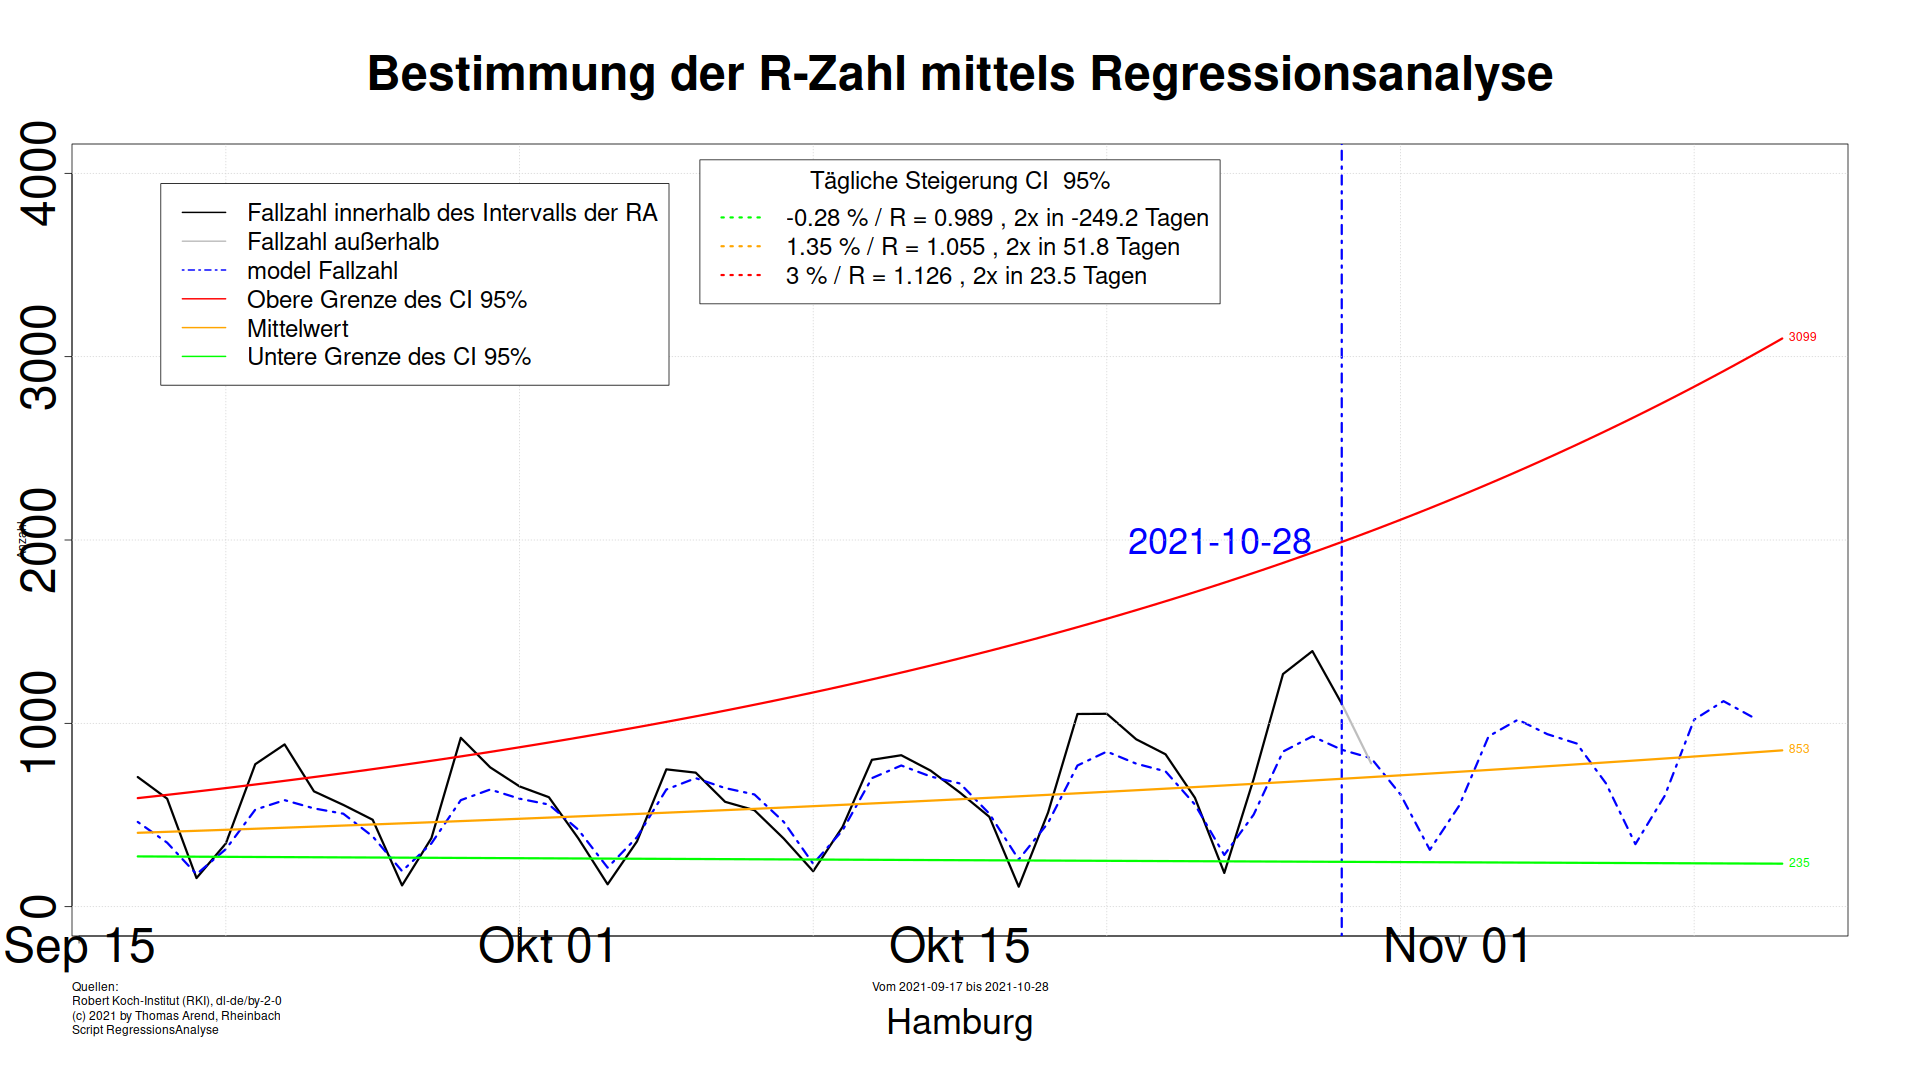 Bestimmung der R-Zahl mittels Regressionsanalyse
4000
3000
2000
1000
0
Anzahl
Fallzahl innerhalb des Intervalls der RA
Fallzahl außerhalb
model Fallzahl
Obere Grenze des CI 95%
Mittelwert
Untere Grenze des CI 95%
Tägliche Steigerung CI  95%
-0.28 % / R = 0.989 , 2x in -249.2 Tagen
1.35 % / R = 1.055 , 2x in 51.8 Tagen
3 % / R = 1.126 , 2x in 23.5 Tagen
2021-10-28
3099
853
235
Sep 15
Okt 01
Okt 15
Nov 01
Quellen:
Robert Koch-Institut (RKI), dl-de/by-2-0
(c) 2021 by Thomas Arend, Rheinbach
Script RegressionsAnalyse
Vom 2021-09-17 bis 2021-10-28
Hamburg